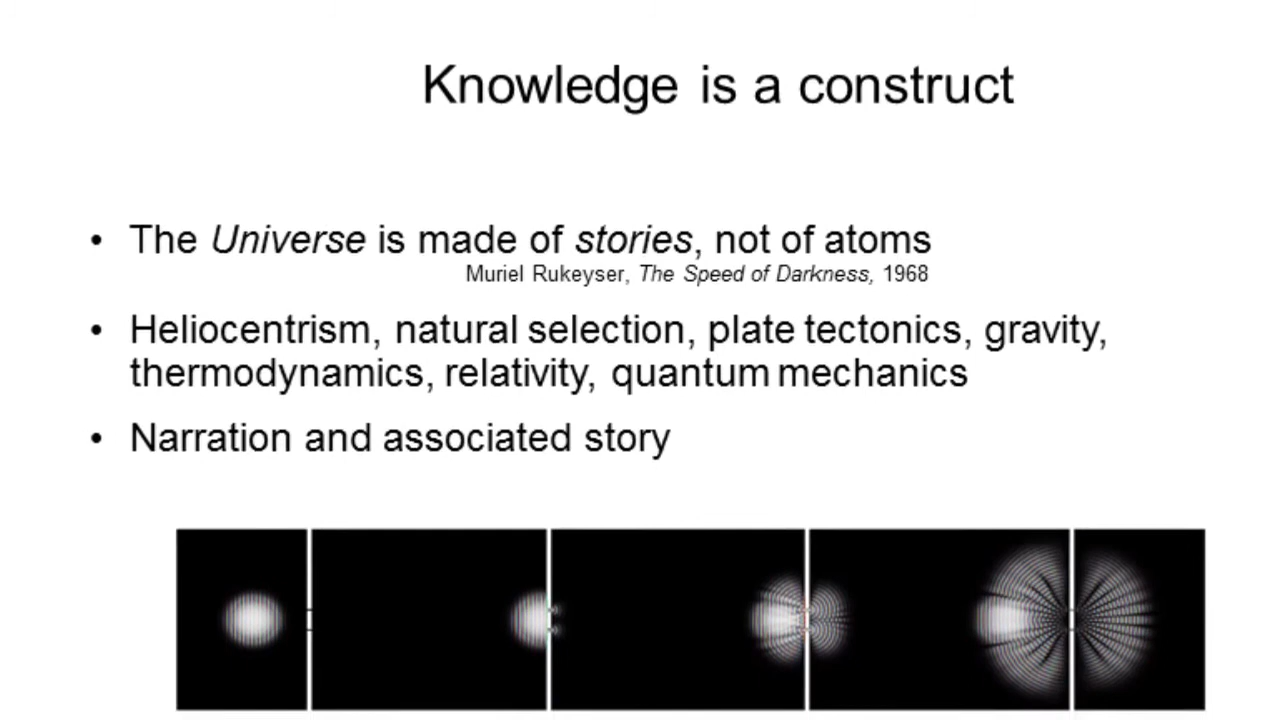 Knowledge is a construct
• The Universe is made of stories, not of atoms
Muriel Rukeyser, The Speed of Darkness, 1968
• Heliocentrism, natural selection, plate tectonics, gravity,
thermodynamics, relativity, quantum mechanics
• Narration and associated story